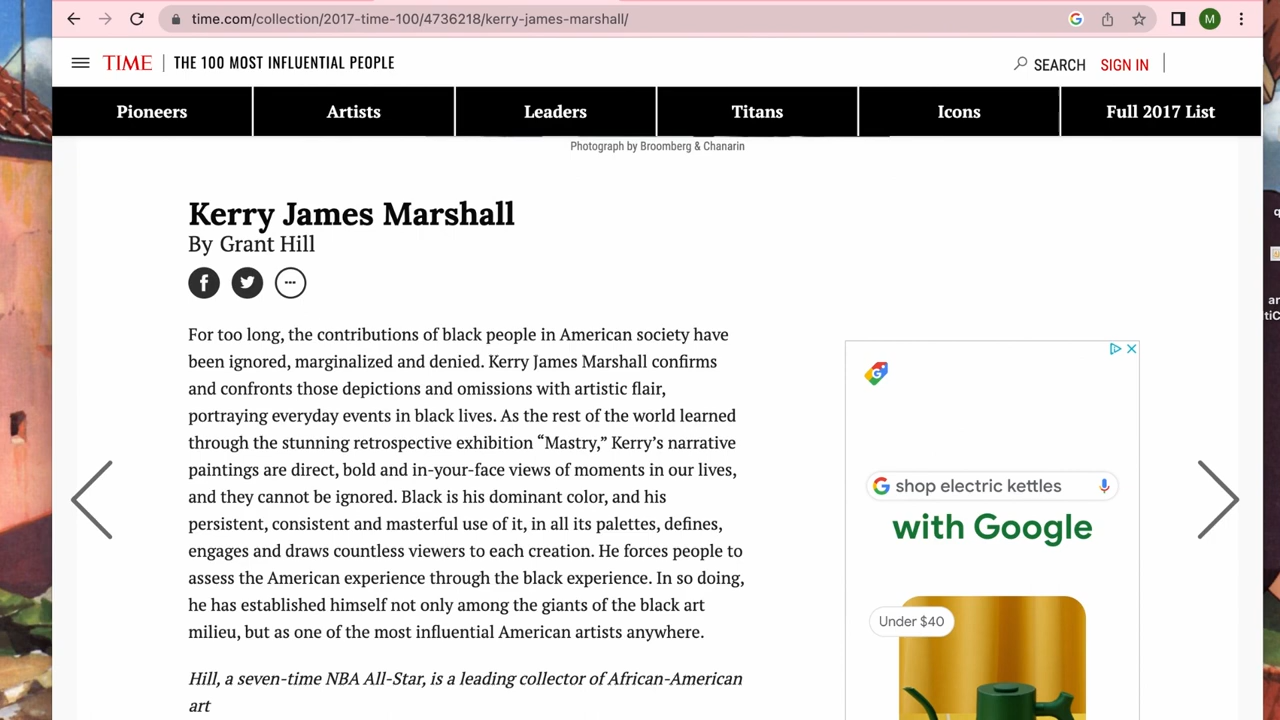 time.com/collection/2017-time-100/4736218/kerry-james-marshall/
M
TIME THE 100 MOST INFLUENTIAL PEOPLE
SEARCH SIGN IN
Pioneers Artists Leaders Titans Icons Full 2017 List
Photograph by Broomberg & Chanarin
Kerry James Marshall
By Grant Hill
For too long, the contributions of black people in American society have
been ignored, marginalized and denied. Kerry James Marshall confirms
and confronts those depictions and omissions with artistic flair,
portraying everyday events in black lives. As the rest of the world learned
through the stunning retrospective exhibition “Mastry,” Kerry’s narrative
paintings are direct, bold and in-your-face views of moments in our lives,
and they cannot be ignored. Black is his dominant color, and his
persistent, consistent and masterful use of it, in all its palettes, defines,
engages and draws countless viewers to each creation. He forces people to
assess the American experience through the black experience. In so doing,
he has established himself not only among the giants of the black art
milieu, but as one of the most influential American artists anywhere.
Hill, a seven-time NBA All-Star, is a leading collector of African-American
art
shop electric kettles
with Google
Under $40